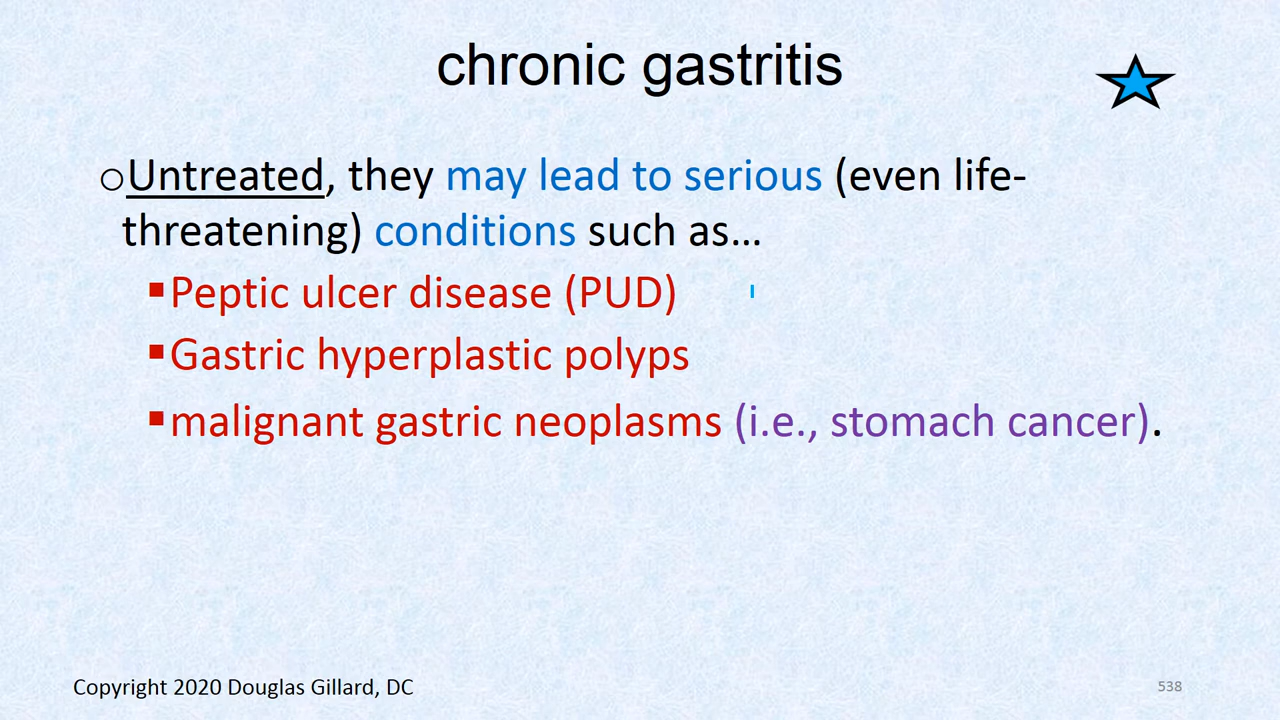 chronic gastritis
oUntreated, they may lead to serious (even life-
threatening) conditions such as...
▪Peptic ulcer disease (PUD)
▪Gastric hyperplastic polyps
▪malignant gastric neoplasms (i.e., stomach cancer).
Copyright 2020 Douglas Gillard, DC
538